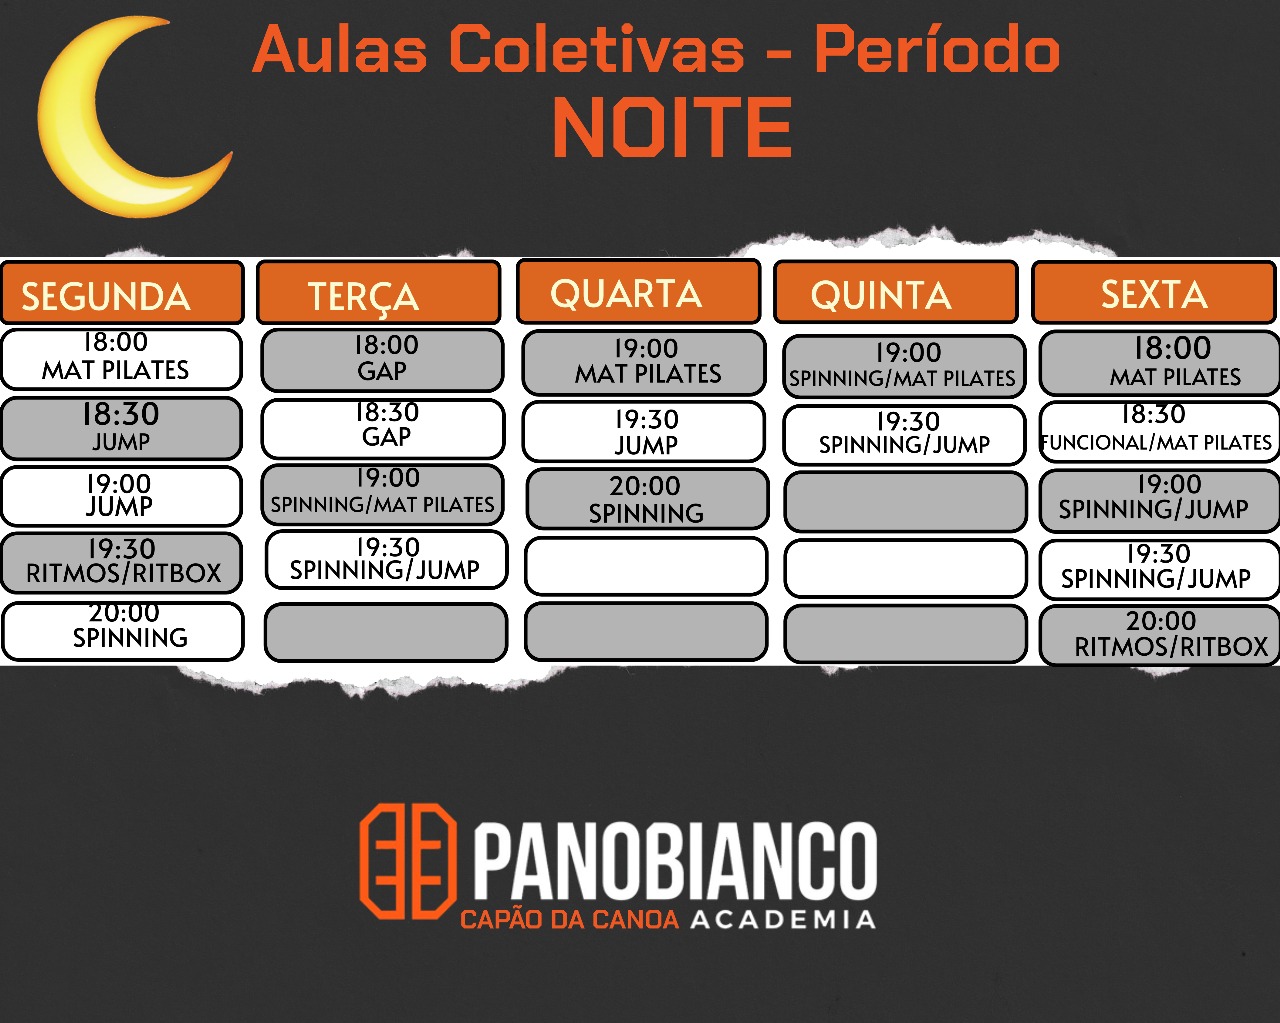 Aulas Coletivas - Período
NOITE
SEGUNDA
18:00
MAT PILATES
18:30
JUMP
19:00
JUMP
19:30
RITMOS/RITBOX
20:00
SPINNING
TERÇA
18:00
GAP
18:30
GAP
19:00
SPINNING/MAT PILATES
19:30
SPINNING/JUMP
QUARTA
19:00
MAT PILATES
19:30
JUMP
20:00
SPINNING
QUINTA
19:00
SPINNING/MAT PILATES
19:30
SPINNING/JUMP
SEXTA
18:00
MAT PILATES
18:30
FUNCIONAL/MAT PILATES
19:00
SPINNING/JUMP
19:30
SPINNING/JUMP
20:00
RITMOS/RITBOX
PANOBIANCO
CAPÃO DA CANOA ACADEMIA